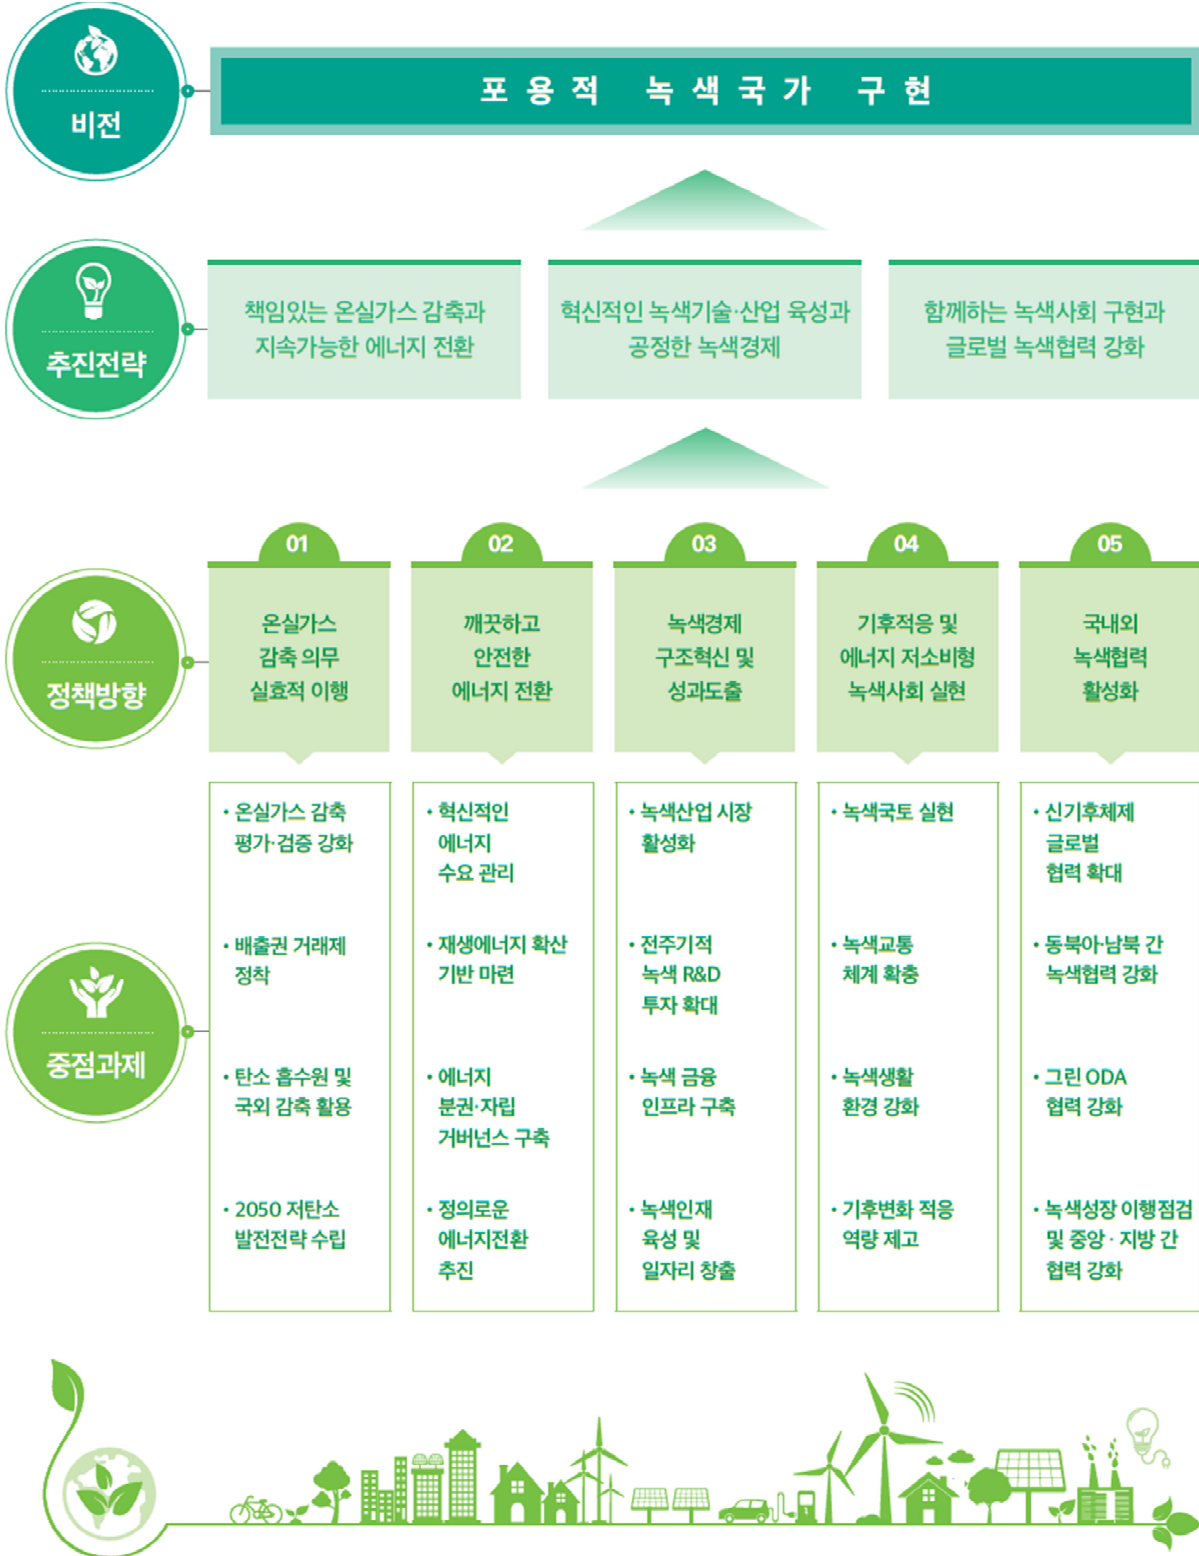 비전
포용적 녹색국가 구현
추진전략
책임있는 온실가스 감축과
지속가능한 에너지 전환
혁신적인 녹색기술·산업 육성과
공정한 녹색경제
함께하는 녹색사회 구현과
글로벌 녹색협력 강화
정책방향
01
온실가스
감축 의무
실효적 이행
02
깨끗하고
안전한
에너지 전환
03
녹색경제
구조혁신 및
성과도출
04
기후적응 및
에너지 저소비형
녹색사회 실현
05
국내외
녹색협력
활성화
중점과제
· 온실가스 감축
평가·검증 강화
· 배출권 거래제
정착
· 탄소 흡수원 및
국외 감축 활용
· 2050 저탄소
발전전략 수립
· 혁신적인
에너지
수요 관리
· 재생에너지 확산
기반 마련
· 에너지
분권·자립
거버넌스 구축
· 정의로운
에너지전환
추진
· 녹색산업 시장
활성화
· 전주기적
녹색 R&D
투자 확대
· 녹색 금융
인프라 구축
· 녹색인재
육성 및
일자리 창출
· 녹색국토 실현
· 녹색교통
체계 확충
· 녹색생활
환경 강화
· 기후변화 적응
역량 제고
· 신기후체제
글로벌
협력 확대
· 동북아·남북 간
녹색협력 강화
· 그린 ODA
협력 강화
· 녹색성장 이행점검
및 중앙 · 지방 간
협력 강화